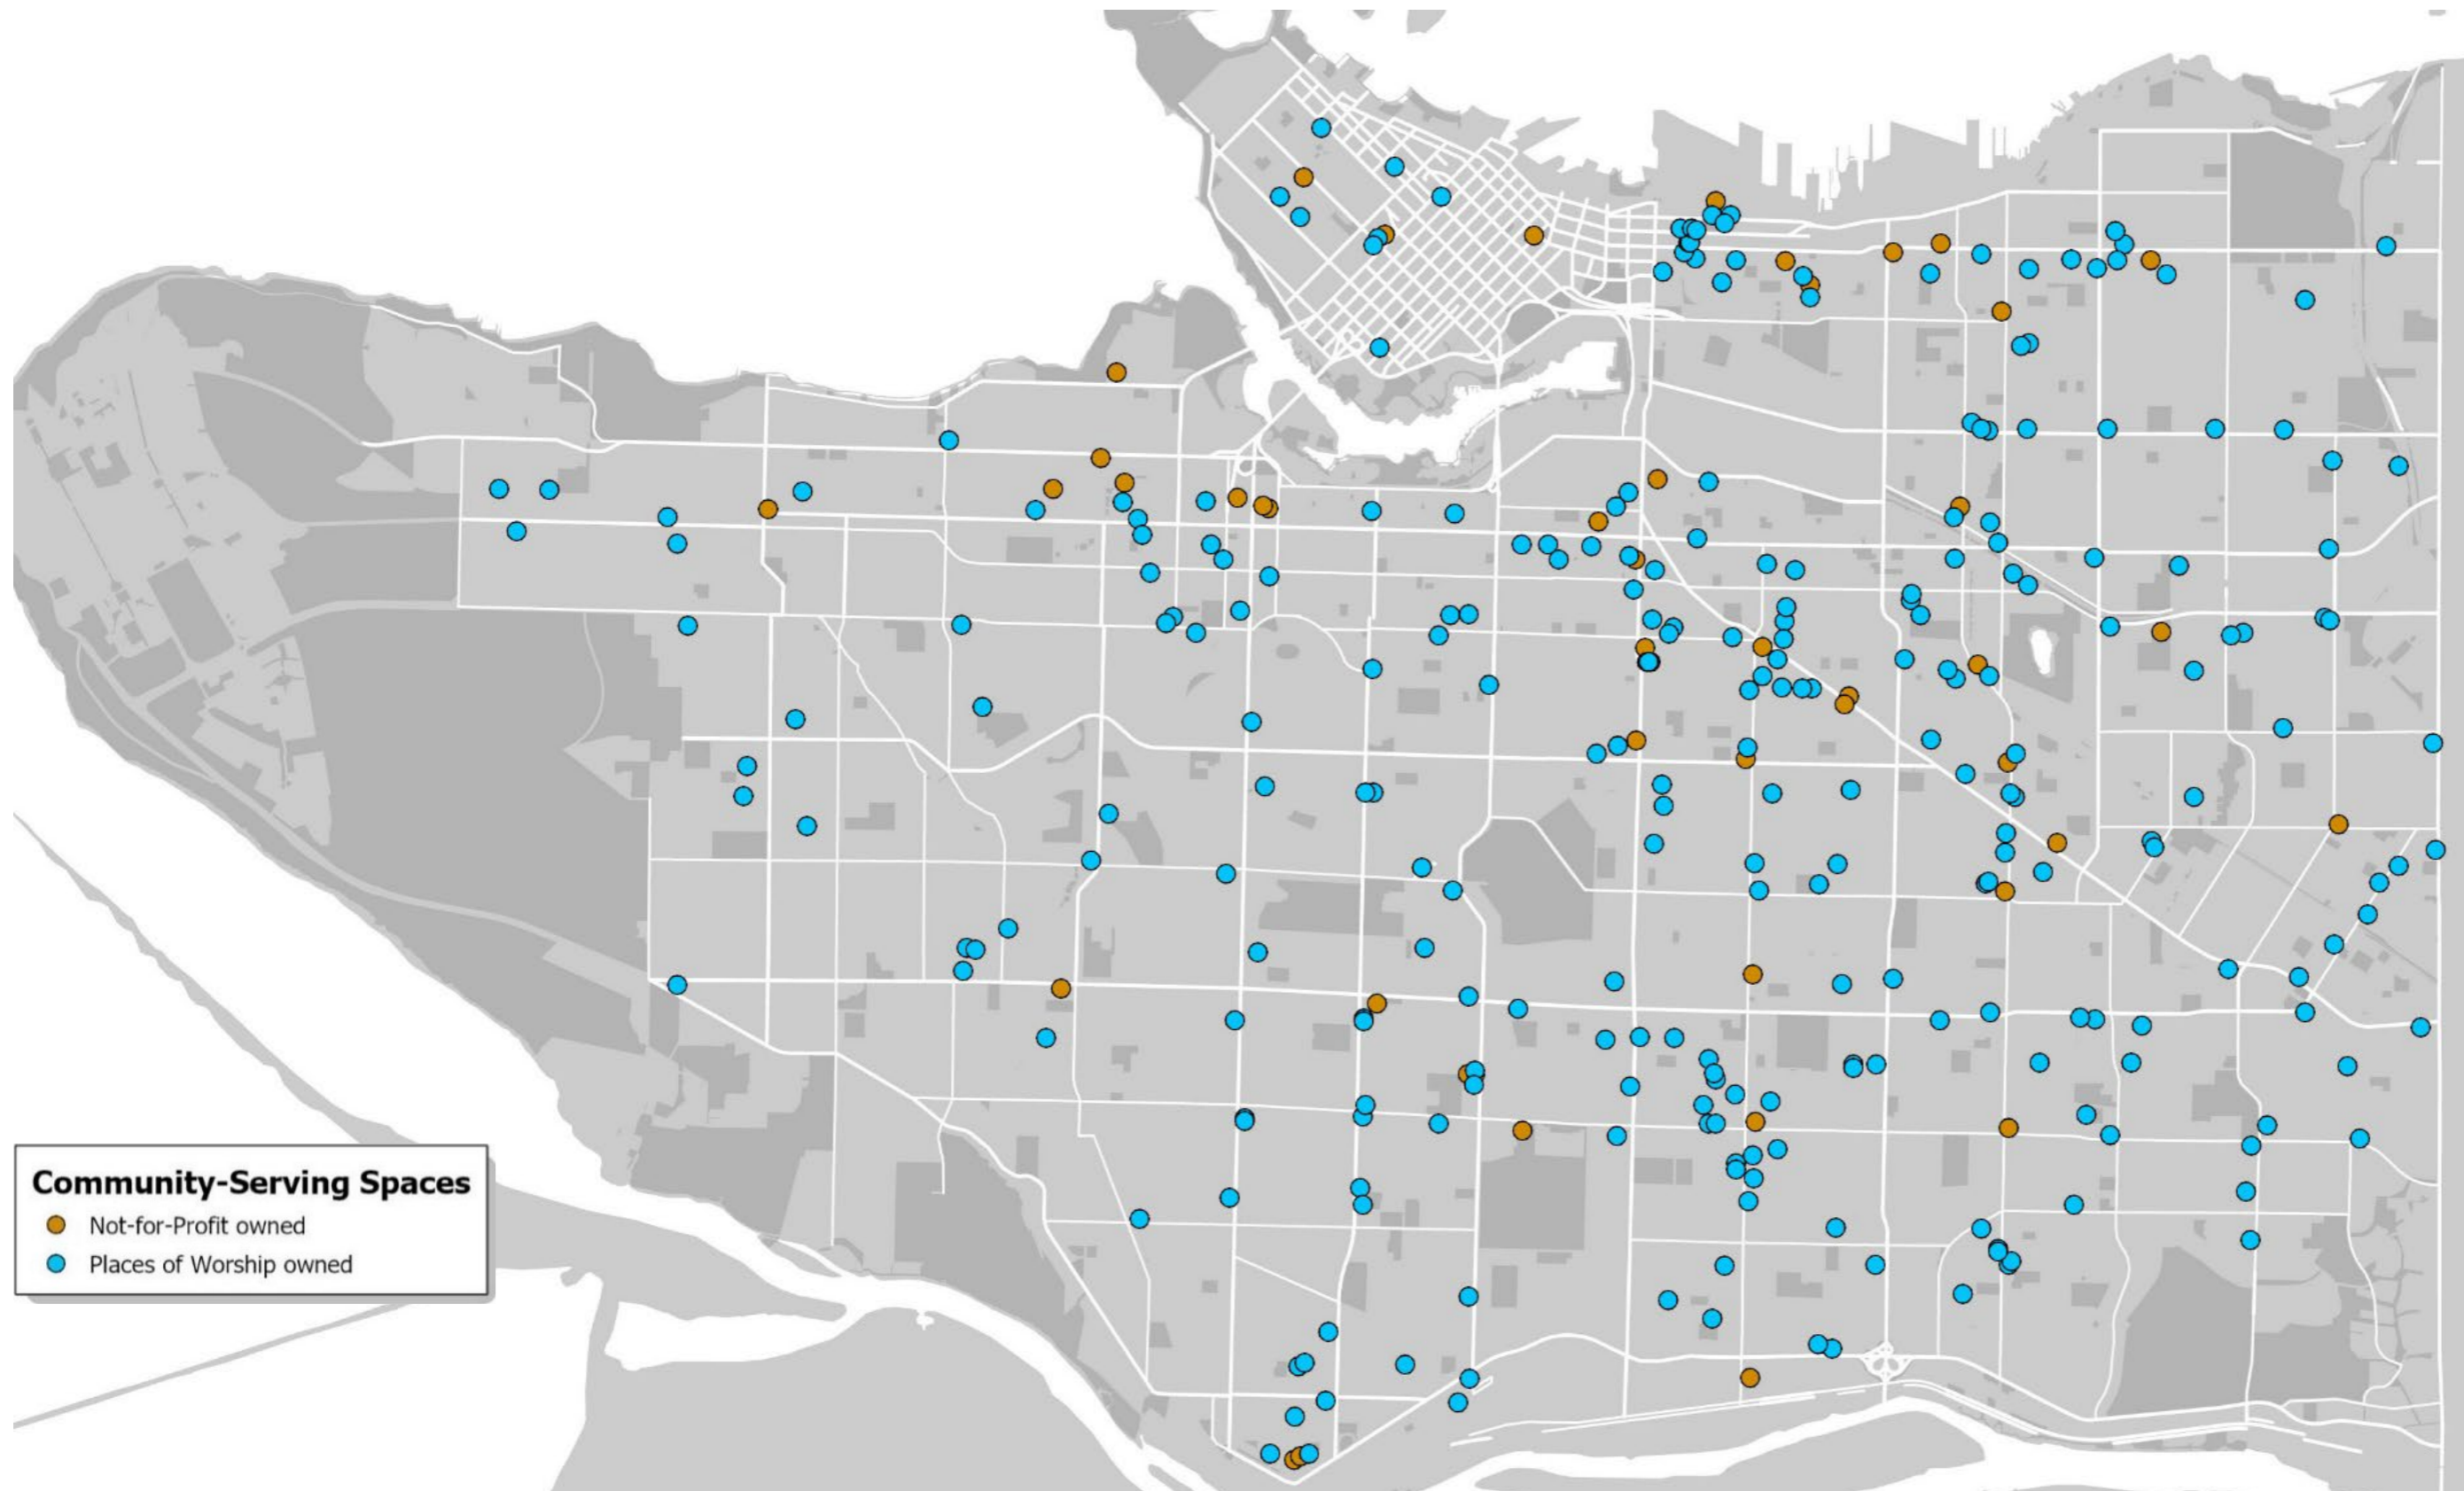 Community-Serving Spaces
Not-for-Profit owned
Places of Worship owned